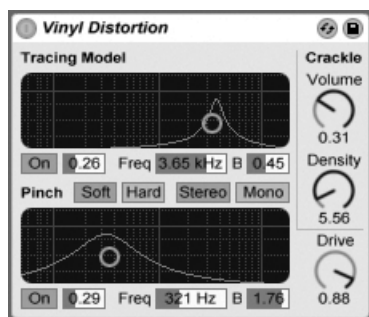 Vinyl Distortion
Tracing Model
Crackle
Volume
0.31
On 0.26 Freq 3.65 kHz B 0.45
Density
5.56
Pinch Soft Hard Stereo Mono
Drive
0.88
On 0.29 Freq 321 Hz B 1.76